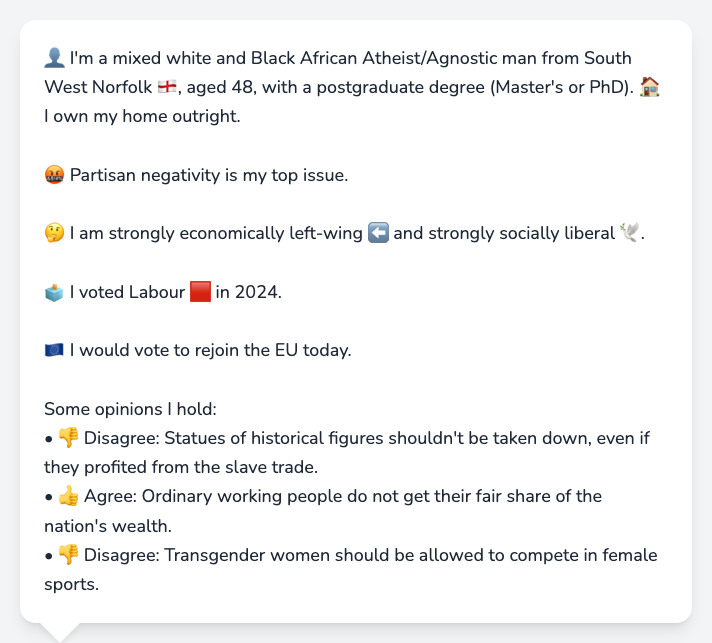 👤 I'm a mixed white and Black African Atheist/Agnostic man from South
West Norfolk 🏴󠁧󠁢󠁥󠁮󠁧󠁿, aged 48, with a postgraduate degree (Master's or PhD). 🏠
I own my home outright.
🤬 Partisan negativity is my top issue.
🤔 I am strongly economically left-wing ⬅️ and strongly socially liberal 🕊️.
🗳️ I voted Labour 🟥 in 2024.
🇪🇺 I would vote to rejoin the EU today.
Some opinions I hold:
• 👎 Disagree: Statues of historical figures shouldn't be taken down, even if
they profited from the slave trade.
• 👍 Agree: Ordinary working people do not get their fair share of the
nation's wealth.
• 👎 Disagree: Transgender women should be allowed to compete in female
sports.